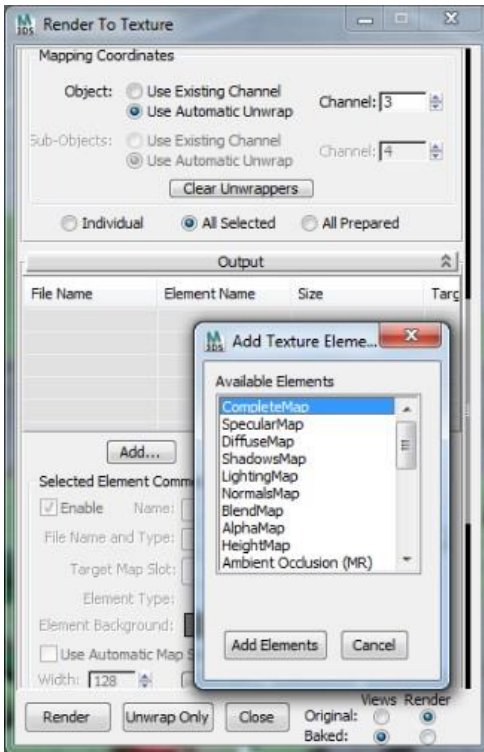 Render To Texture
Mapping Coordinates
Object:
Use Existing Channel
Use Automatic Unwrap
Channel: 3
Sub-Objects:
Use Existing Channel
Use Automatic Unwrap
Channel: 4
Clear Unwrappers
Individual All Selected All Prepared
Output
File Name Element Name Size Targ
Add Texture Eleme...
Available Elements
CompleteMap
SpecularMap
DiffuseMap
ShadowsMap
LightingMap
NormalsMap
BlendMap
AlphaMap
HeightMap
Ambient Occlusion (MR)
Add Elements Cancel
Add...
Selected Element Comm
Enable Name:
File Name and Type:
Target Map Slot:
Element Type:
Element Background:
Use Automatic Map S
Width: 128
Views Render
Render Unwrap Only Close
Original:
Baked: